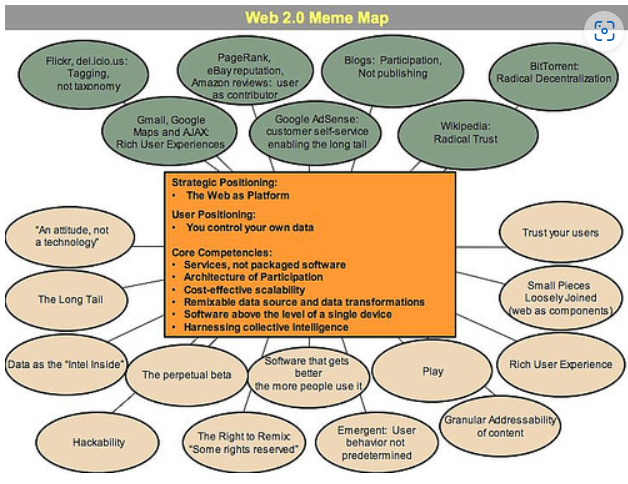 Web 2.0 Meme Map
Flickr, del.icio.us:
Tagging,
not taxonomy
PageRank,
eBay reputation,
Amazon reviews: user
as contributor
Blogs: Participation,
Not publishing
BitTorrent:
Radical Decentralization
Gmail, Google
Maps and AJAX:
Rich User Experiences
Google AdSense:
customer self-service
enabling the long tail
Wikipedia:
Radical Trust
Strategic Positioning:
• The Web as Platform
User Positioning:
• You control your own data
Core Competencies:
• Services, not packaged software
• Architecture of Participation
• Cost-effective scalability
• Remixable data source and data transformations
• Software above the level of a single device
• Harnessing collective intelligence
"An attitude, not
a technology"
Trust your users
The Long Tail
Small Pieces
Loosely Joined
(web as components)
Data as the "Intel Inside"
The perpetual beta
Software that gets
better
the more people use it
Play
Rich User Experience
Hackability
The Right to Remix:
"Some rights reserved"
Emergent: User
behavior not
predetermined
Granular Addressability
of content